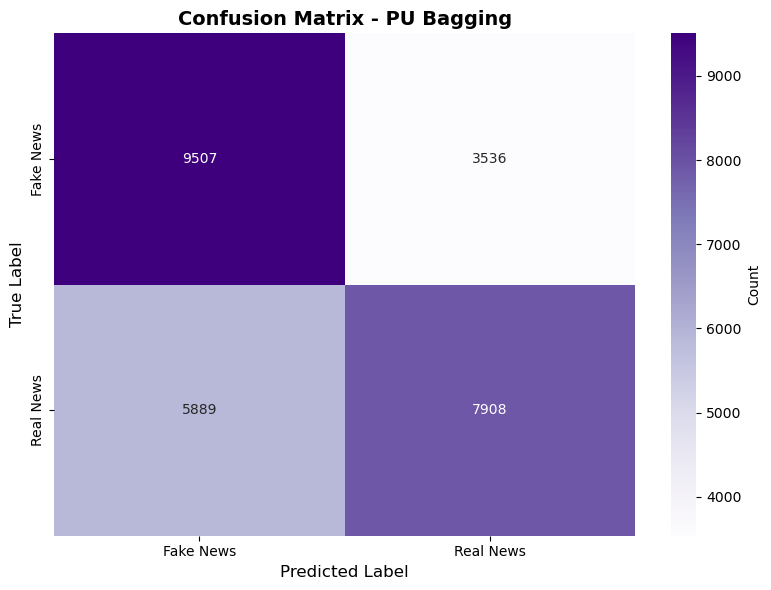 Confusion Matrix - PU Bagging
True Label
Fake News
Real News
9507
3536
5889
7908
Fake News
Real News
Predicted Label
9000
8000
7000
6000
5000
4000
Count